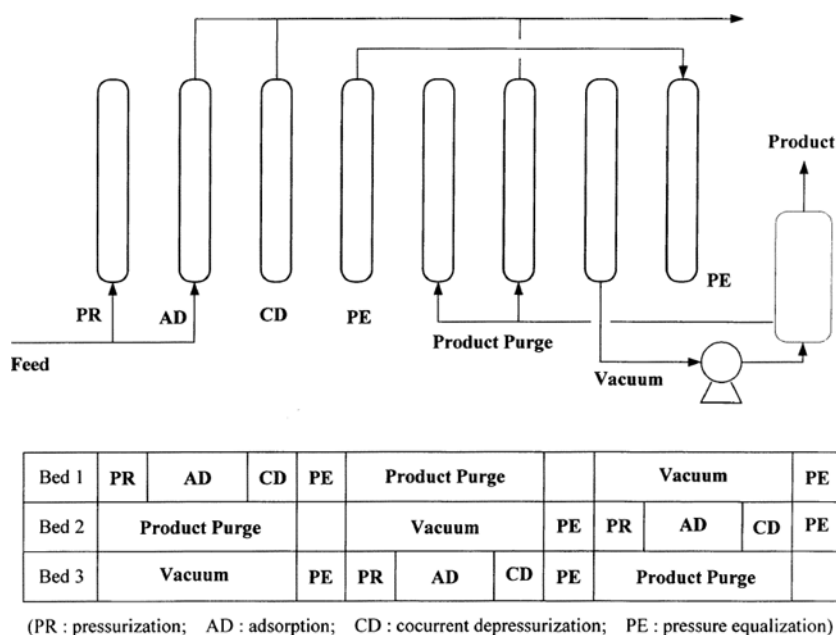 Product
PE
PR
AD
CD
PE
Product Purge
Feed
Vacuum
Bed 1 PR AD CD PE Product Purge Vacuum PE
Bed 2 Product Purge Vacuum PE PR AD CD PE
Bed 3 Vacuum PE PR AD CD PE Product Purge
(PR : pressurization; AD : adsorption; CD : cocurrent depressurization; PE : pressure equalization)